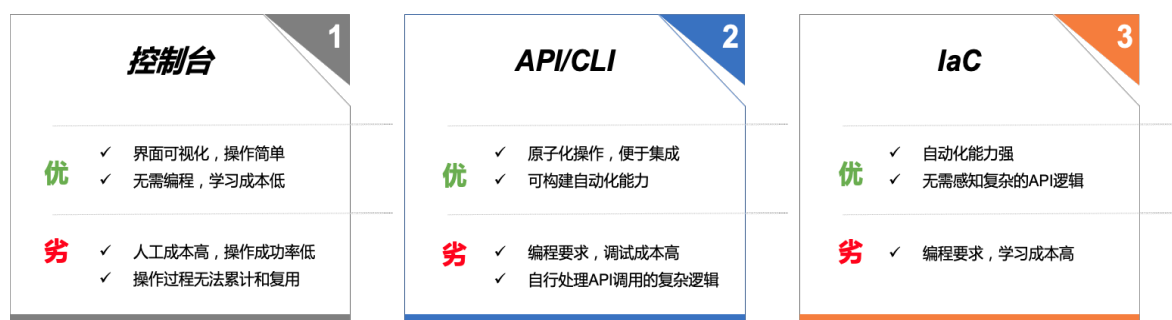 1
控制台
优
✓ 界面可视化，操作简单
✓ 无需编程，学习成本低
劣
✓ 人工成本高，操作成功率低
✓ 操作过程无法累计和复用
2
API/CLI
优
✓ 原子化操作，便于集成
✓ 可构建自动化能力
劣
✓ 编程要求，调试成本高
✓ 自行处理API调用的复杂逻辑
3
IaC
优
✓ 自动化能力强
✓ 无需感知复杂的API逻辑
劣
✓ 编程要求，学习成本高